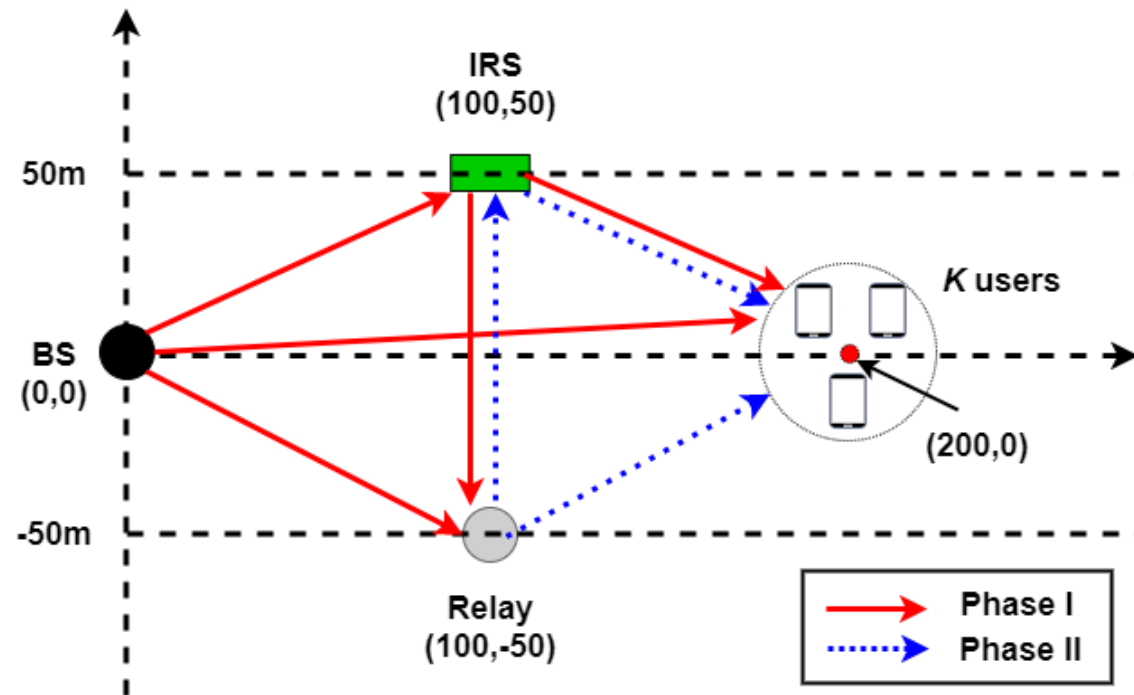 IRS
(100,50)
50m
K users
BS
(0,0)
(200,0)
-50m
Relay
(100,-50)
Phase I
Phase II